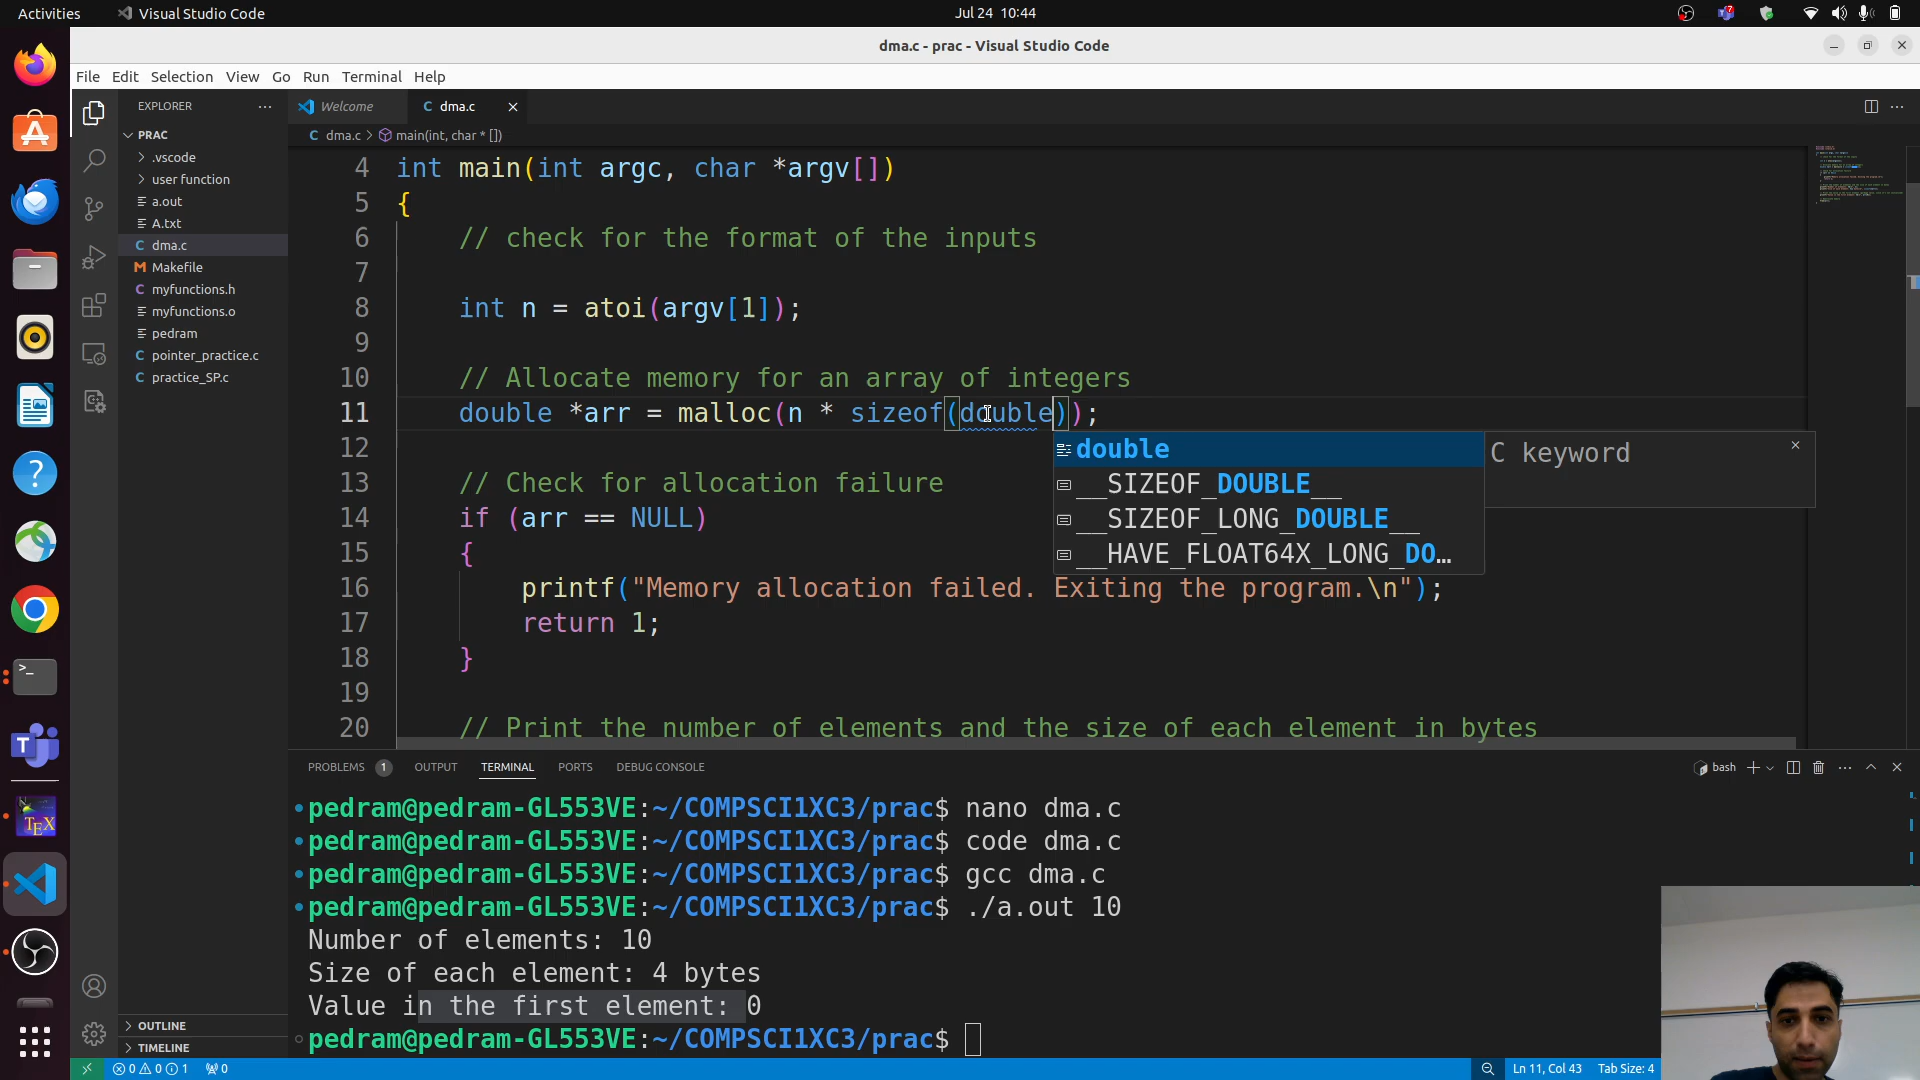 Activities
Visual Studio Code
Jul 24 10:44
dma.c - prac - Visual Studio Code
File Edit Selection View Go Run Terminal Help
EXPLORER
PRAC
.vscode
user function
a.out
A.txt
dma.c
Makefile
myfunctions.h
myfunctions.o
pedram
pointer_practice.c
practice_SP.c
OUTLINE
TIMELINE
Welcome
dma.c
dma.c > main(int, char * [])
4 int main(int argc, char *argv[])
5 {
6 // check for the format of the inputs
7
8 int n = atoi(argv[1]);
9
10 // Allocate memory for an array of integers
11 double *arr = malloc(n * sizeof(double));
12
13 // Check for allocation failure
14 if (arr == NULL)
15 {
16 printf("Memory allocation failed. Exiting the program.\n");
17 return 1;
18 }
19
20 // Print the number of elements and the size of each element in bytes
double
C keyword
__SIZEOF_DOUBLE__
__SIZEOF_LONG_DOUBLE__
__HAVE_FLOAT64X_LONG_DO…
PROBLEMS 1 OUTPUT TERMINAL PORTS DEBUG CONSOLE
bash
pedram@pedram-GL553VE:~/COMPSCI1XC3/prac$ nano dma.c
pedram@pedram-GL553VE:~/COMPSCI1XC3/prac$ code dma.c
pedram@pedram-GL553VE:~/COMPSCI1XC3/prac$ gcc dma.c
pedram@pedram-GL553VE:~/COMPSCI1XC3/prac$ ./a.out 10
Number of elements: 10
Size of each element: 4 bytes
Value in the first element: 0
pedram@pedram-GL553VE:~/COMPSCI1XC3/prac$
0 0 1 0
Ln 11, Col 43 Tab Size: 4